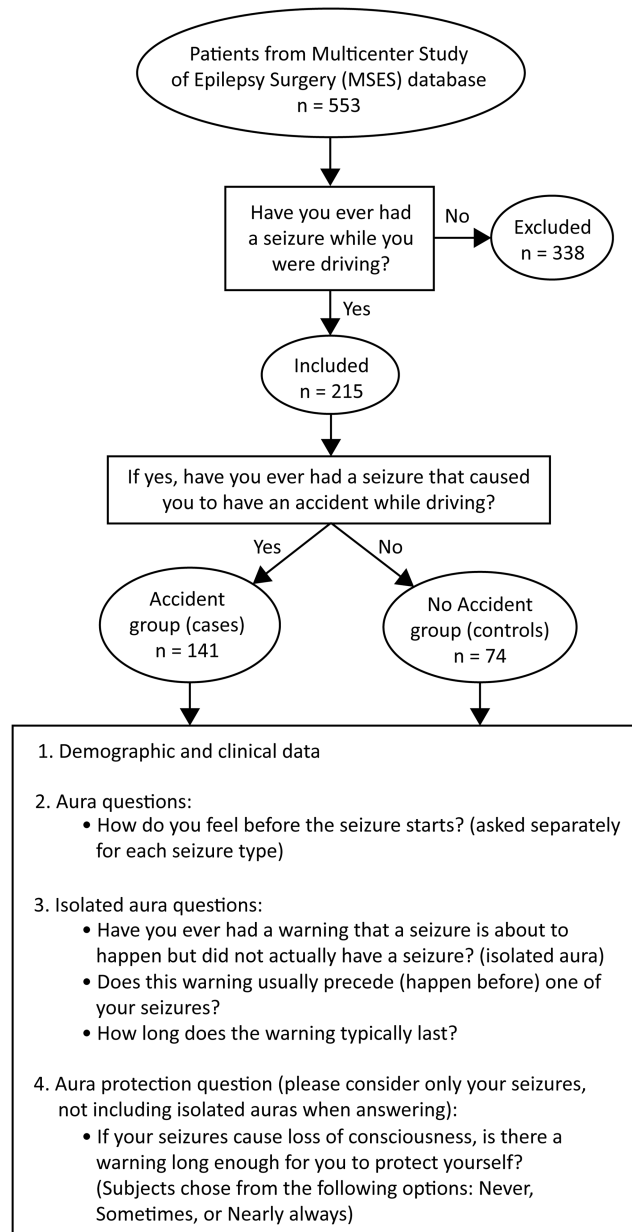 Patients from Multicenter Study
of Epilepsy Surgery (MSES) database
n = 553
Have you ever had
a seizure while you
were driving?
No
Excluded
n = 338
Yes
Included
n = 215
If yes, have you ever had a seizure that caused
you to have an accident while driving?
Yes
No
Accident
group (cases)
n = 141
No Accident
group (controls)
n = 74
1. Demographic and clinical data
2. Aura questions:
• How do you feel before the seizure starts? (asked separately
for each seizure type)
3. Isolated aura questions:
• Have you ever had a warning that a seizure is about to
happen but did not actually have a seizure? (isolated aura)
• Does this warning usually precede (happen before) one of
your seizures?
• How long does the warning typically last?
4. Aura protection question (please consider only your seizures,
not including isolated auras when answering):
• If your seizures cause loss of consciousness, is there a
warning long enough for you to protect yourself?
(Subjects chose from the following options: Never,
Sometimes, or Nearly always)